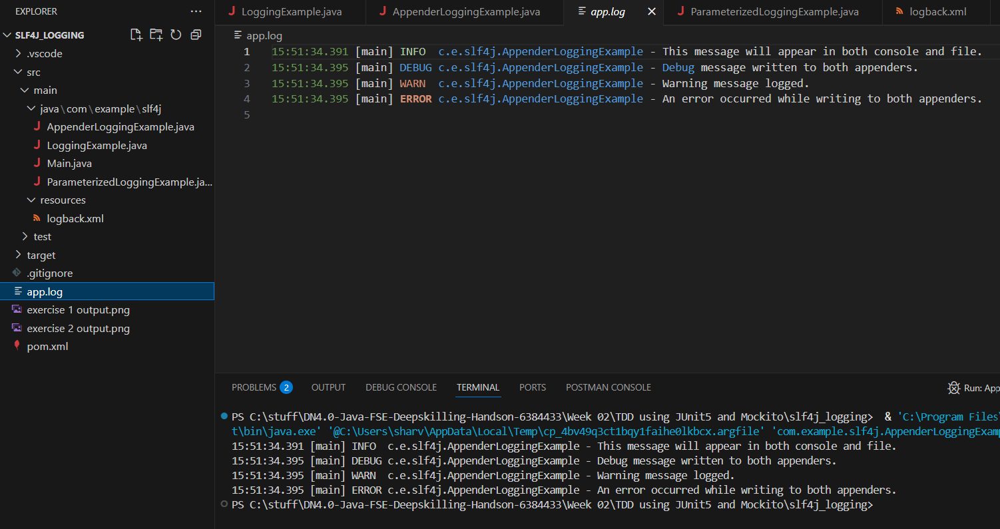 EXPLORER ...
SLF4J_LOGGING
.vscode
src
main
java\com\example\slf4j
AppenderLoggingExample.java
LoggingExample.java
Main.java
ParameterizedLoggingExample.ja...
resources
logback.xml
test
target
.gitignore
app.log
exercise 1 output.png
exercise 2 output.png
pom.xml
LoggingExample.java AppenderLoggingExample.java app.log ParameterizedLoggingExample.java logback.xml
app.log
1 15:51:34.391 [main] INFO  c.e.slf4j.AppenderLoggingExample - This message will appear in both console and file.
2 15:51:34.395 [main] DEBUG c.e.slf4j.AppenderLoggingExample - Debug message written to both appenders.
3 15:51:34.395 [main] WARN  c.e.slf4j.AppenderLoggingExample - Warning message logged.
4 15:51:34.395 [main] ERROR c.e.slf4j.AppenderLoggingExample - An error occurred while writing to both appenders.
5
PROBLEMS 2 OUTPUT DEBUG CONSOLE TERMINAL PORTS POSTMAN CONSOLE Run: App
PS C:\stuff\DN4.0-Java-FSE-Deepskilling-Handson-6384433\Week 02\TDD using JUnit5 and Mockito\slf4j_logging>  & 'C:\Program Files\
t\bin\java.exe' '@C:\Users\sharv\AppData\Local\Temp\cp_4bv49q3ct1bqy1faihe0lkbcx.argfile' 'com.example.slf4j.AppenderLoggingExamp
15:51:34.391 [main] INFO  c.e.slf4j.AppenderLoggingExample - This message will appear in both console and file.
15:51:34.395 [main] DEBUG c.e.slf4j.AppenderLoggingExample - Debug message written to both appenders.
15:51:34.395 [main] WARN  c.e.slf4j.AppenderLoggingExample - Warning message logged.
15:51:34.395 [main] ERROR c.e.slf4j.AppenderLoggingExample - An error occurred while writing to both appenders.
PS C:\stuff\DN4.0-Java-FSE-Deepskilling-Handson-6384433\Week 02\TDD using JUnit5 and Mockito\slf4j_logging>